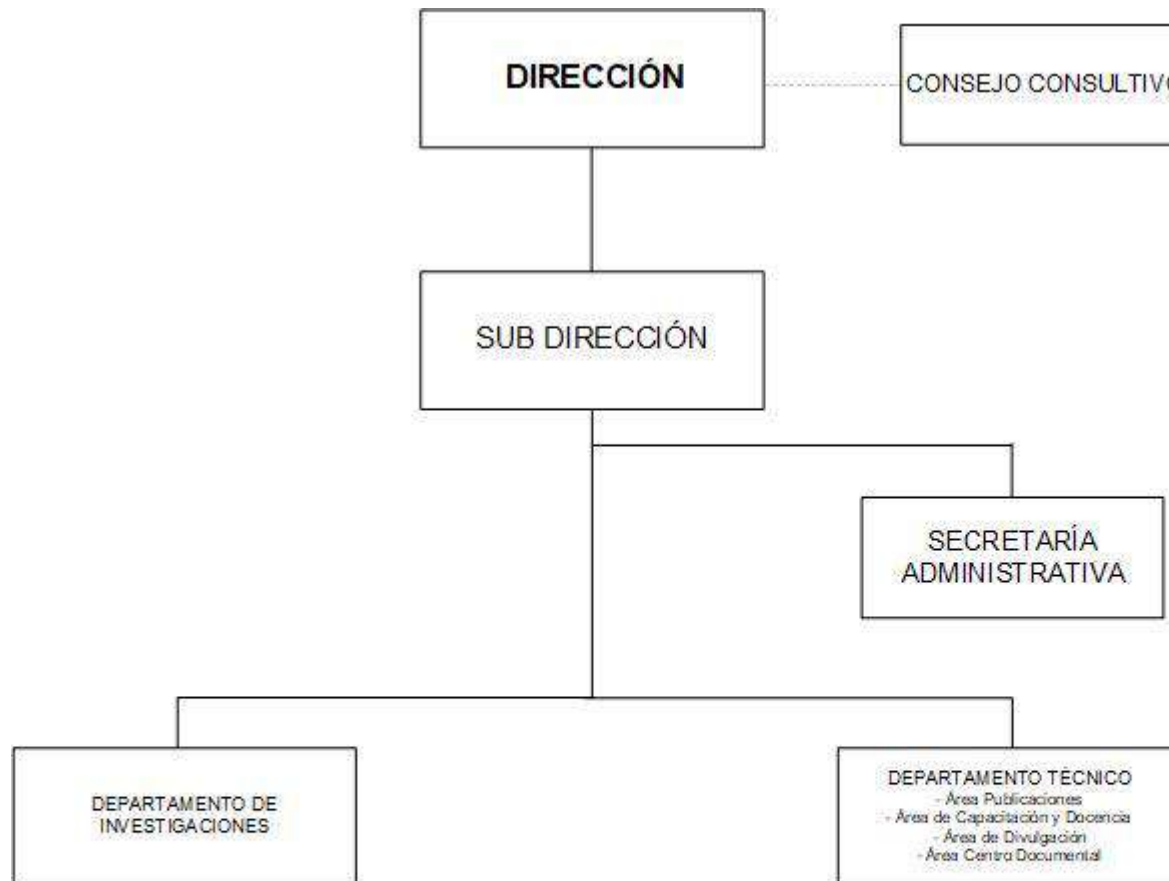 DIRECCIÓN
CONSEJO CONSULTIVO
SUB DIRECCIÓN
SECRETARÍA
ADMINISTRATIVA
DEPARTAMENTO DE
INVESTIGACIONES
DEPARTAMENTO TÉCNICO
- Área Publicaciones
- Área de Capacitación y Docencia
- Área de Divulgación
- Área Centro Documental